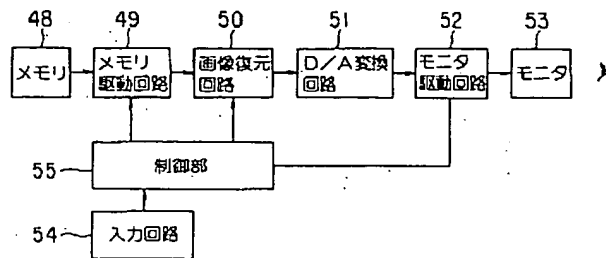 48
49
50
51
52
53
メモリ
メモリ
駆動回路
画像復元
回路
D/A変換
回路
モニタ
駆動回路
モニタ
55
制御部
54
入力回路